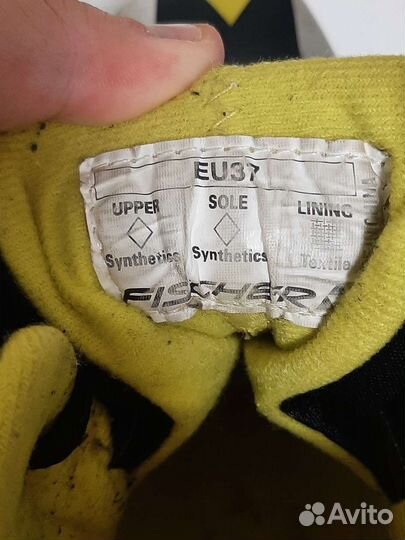 EU37
UPPER SOLE LINING
Synthetics Synthetics Textile
FISCHER
Avito